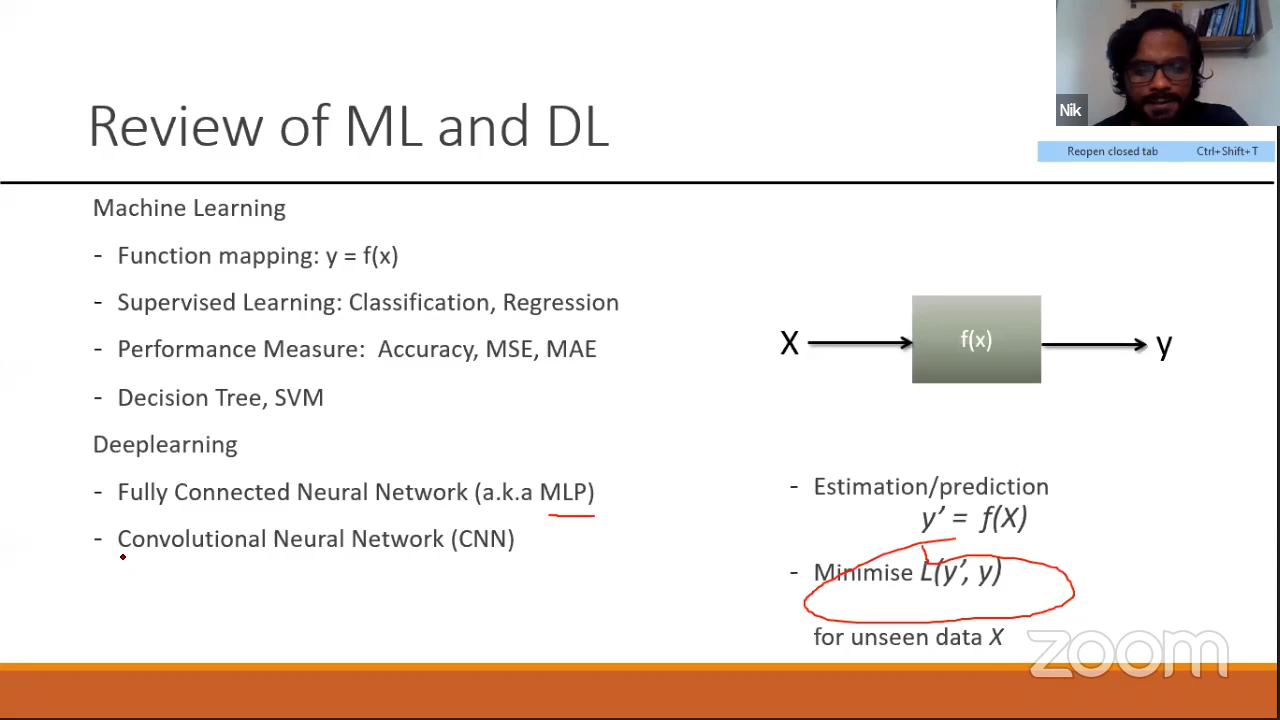 Nik
Reopen closed tab Ctrl+Shift+T
Review of ML and DL
Machine Learning
- Function mapping: y = f(x)
- Supervised Learning: Classification, Regression
- Performance Measure: Accuracy, MSE, MAE
- Decision Tree, SVM
Deeplearning
- Fully Connected Neural Network (a.k.a MLP)
- Convolutional Neural Network (CNN)
X f(x) y
- Estimation/prediction
y’ = f(X)
- Minimise L(y’, y)
for unseen data X
zoom